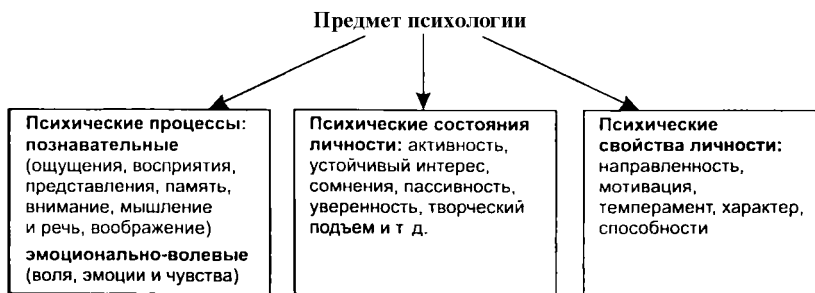 Предмет психологии
Психические процессы:
познавательные
(ощущения, восприятия,
представления, память,
внимание, мышление
и речь, воображение)
эмоционально-волевые
(воля, эмоции и чувства)
Психические состояния
личности: активность,
устойчивый интерес,
сомнения, пассивность,
уверенность, творческий
подъем и т д.
Психические
свойства личности:
направленность,
мотивация,
темперамент, характер,
способности